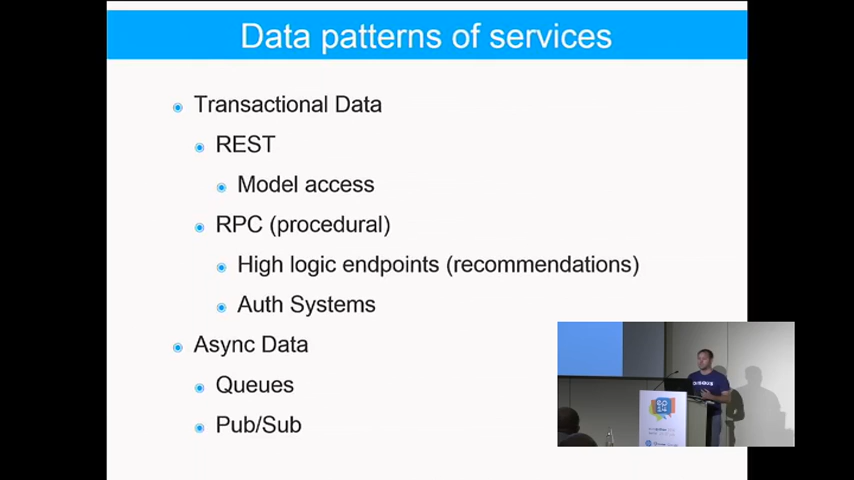 Data patterns of services
Transactional Data
REST
Model access
RPC (procedural)
High logic endpoints (recommendations)
Auth Systems
Async Data
Queues
Pub/Sub